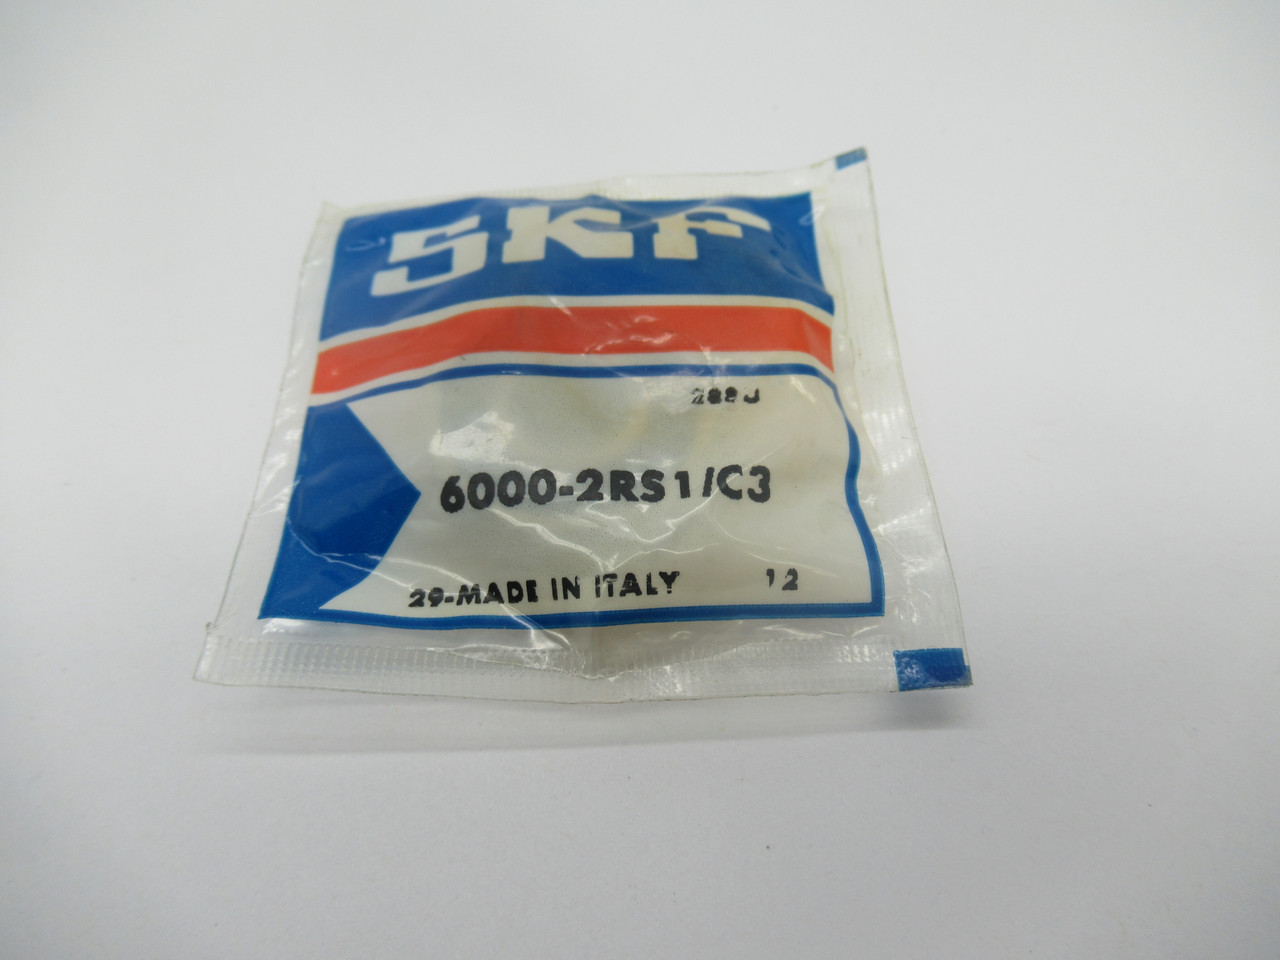 SKF
6000-2RS1/C3
29-MADE IN ITALY 12